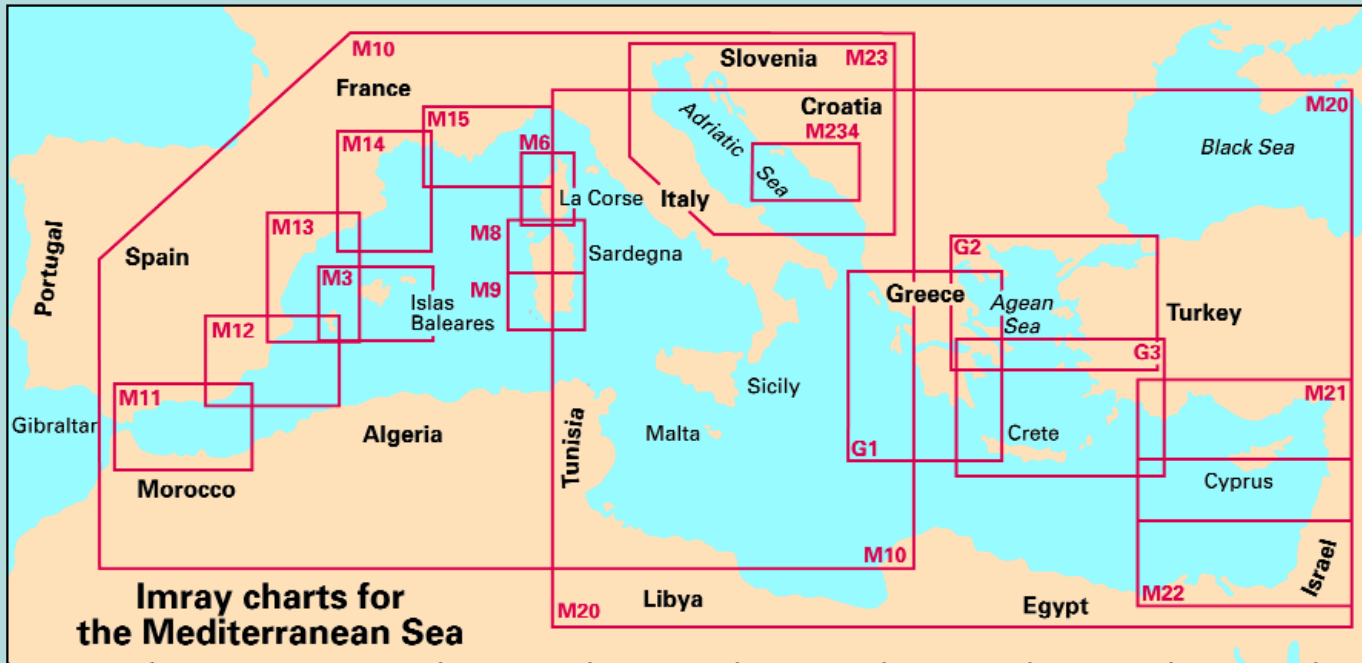 M10
Slovenia
M23
France
Croatia
M20
M15
M234
M14
M6
Adriatic
Sea
Black Sea
La Corse
Italy
Portugal
Spain
M13
M8
Sardegna
G2
M3
M9
Greece
Agean
Sea
Islas
Baleares
Turkey
M12
G3
M11
Sicily
M21
Gibraltar
Algeria
Malta
Tunisia
G1
Crete
Cyprus
Morocco
M10
Israel
M22
Imray charts for
the Mediterranean Sea
M20
Libya
Egypt